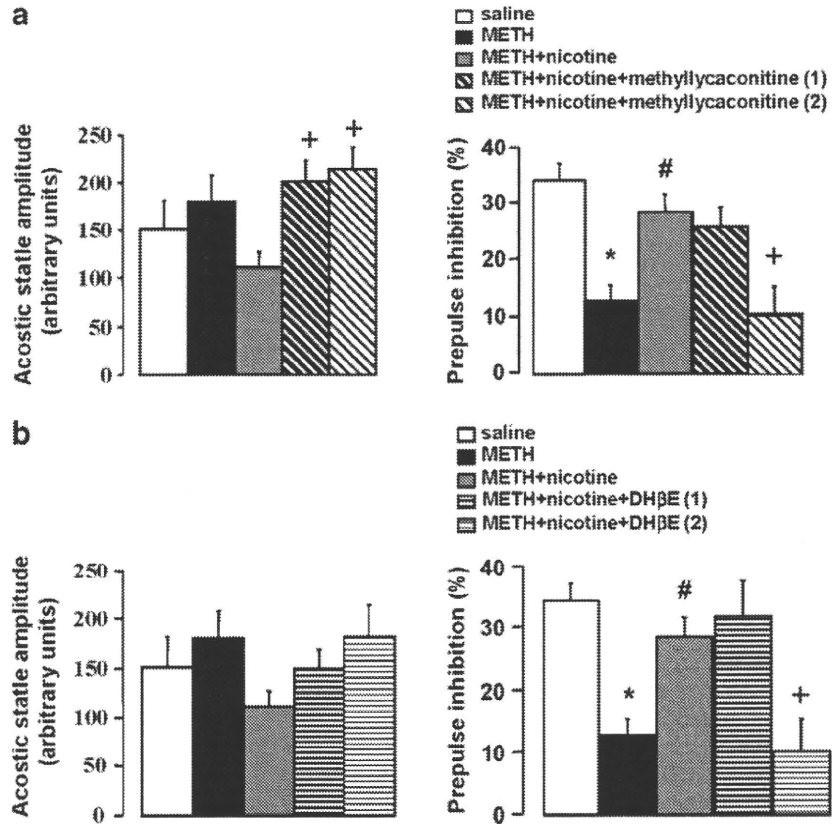 a
saline
METH
METH+nicotine
METH+nicotine+methyllycaconitine (1)
METH+nicotine+methyllycaconitine (2)
Acostic statle amplitude
(arbitrary units)
250
200
150
100
50
0
+
+
Prepulse inhibition (%)
40
30
20
10
0
*
#
+
b
saline
METH
METH+nicotine
METH+nicotine+DHβE (1)
METH+nicotine+DHβE (2)
Acostic statle amplitude
(arbitrary units)
250
200
150
100
50
0
Prepulse inhibition (%)
40
30
20
10
0
*
#
+